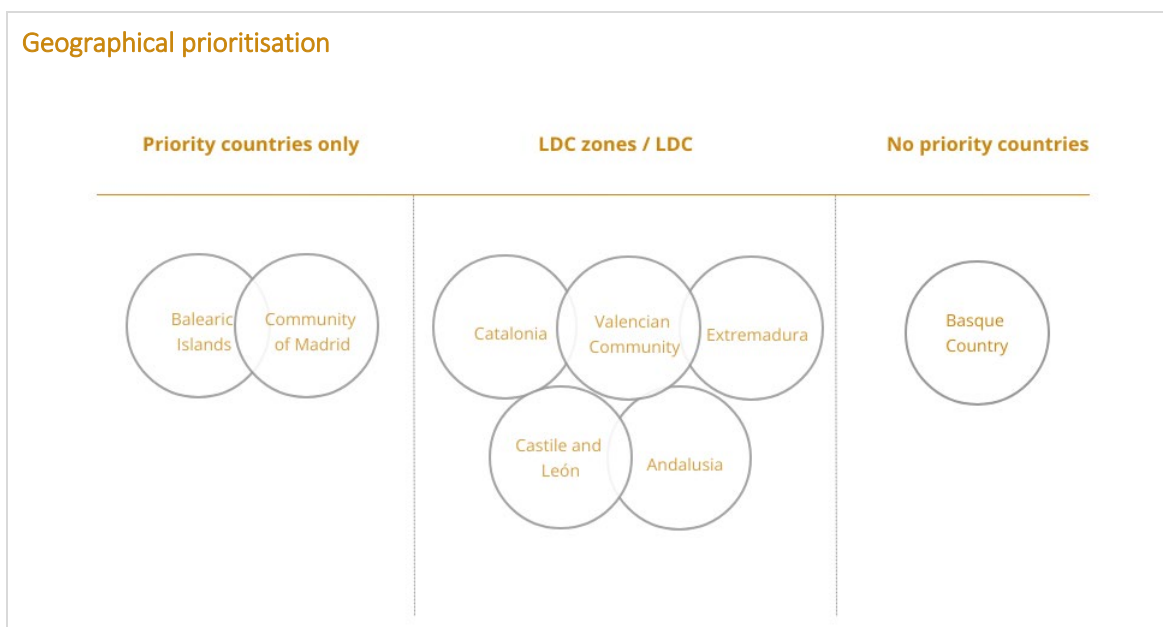 Geographical prioritisation
Priority countries only
LDC zones / LDC
No priority countries
Balearic
Islands
Community
of Madrid
Catalonia
Valencian
Community
Extremadura
Castile and
León
Andalusia
Basque
Country